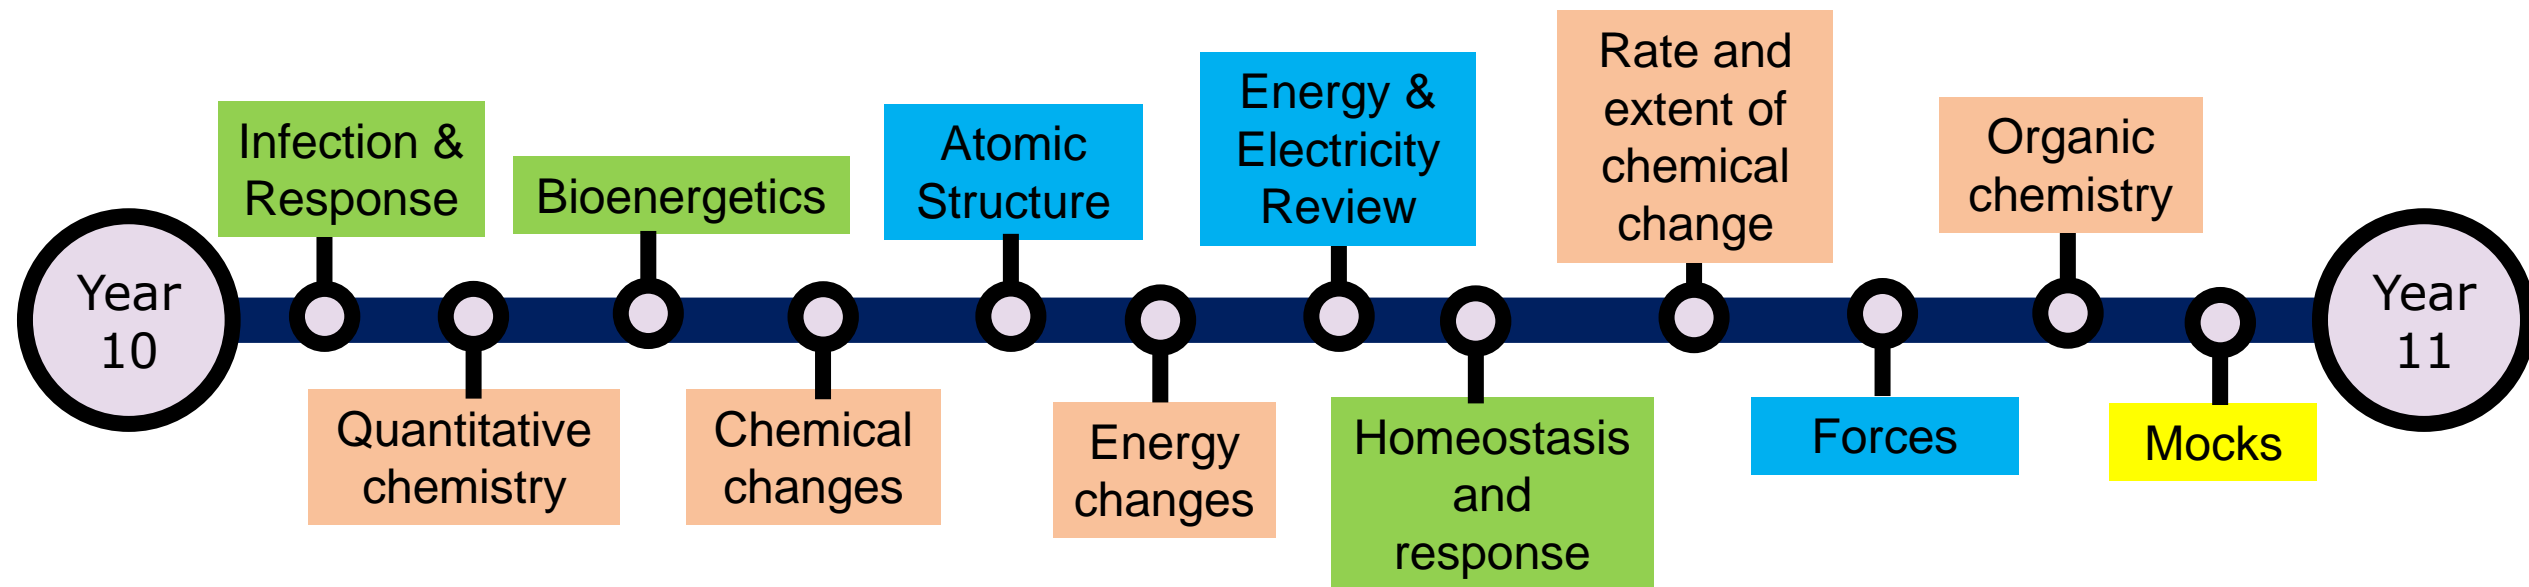 Year
10
Infection &
Response
Quantitative
chemistry
Bioenergetics
Chemical
changes
Atomic
Structure
Energy
changes
Energy &
Electricity
Review
Homeostasis
and
response
Rate and
extent of
chemical
change
Forces
Organic
chemistry
Mocks
Year
11